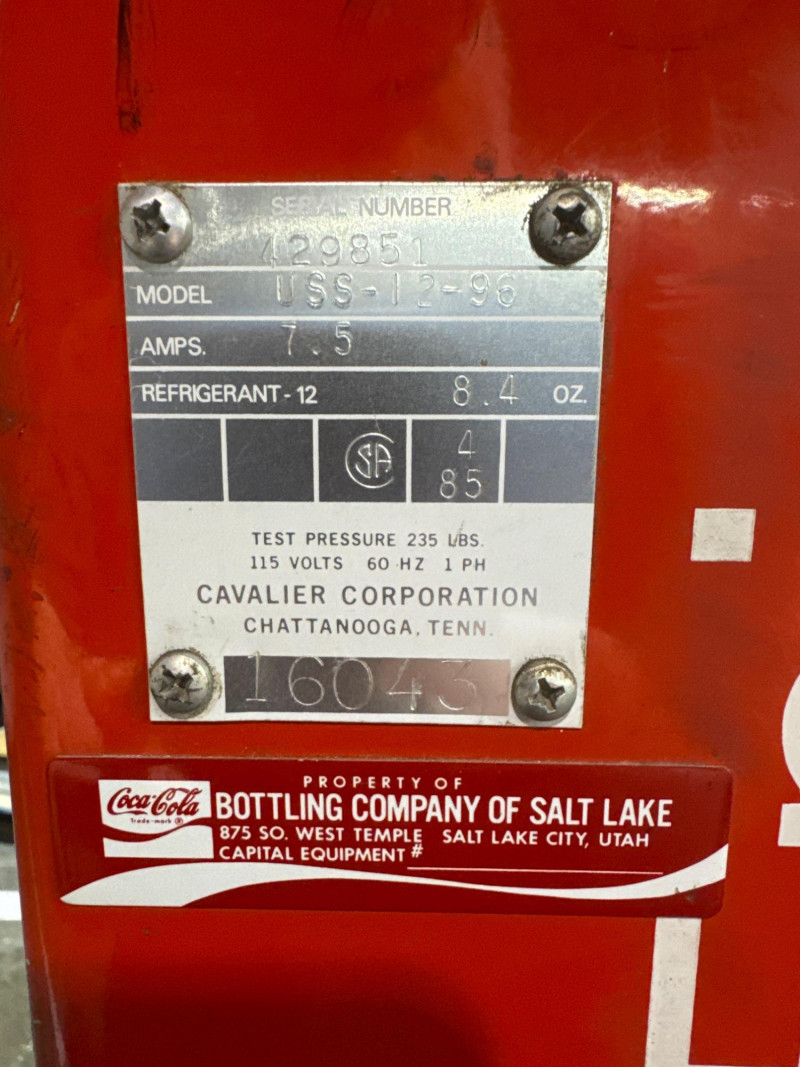 SERIAL NUMBER
429851
MODEL USS-12-96
AMPS. 7.5
REFRIGERANT-12 8.4 OZ.
CSA
4
85
TEST PRESSURE 235 LBS.
115 VOLTS 60 HZ 1 PH
CAVALIER CORPORATION
CHATTANOOGA, TENN.
16043
PROPERTY OF
Coca-Cola
Trade-mark ®
BOTTLING COMPANY OF SALT LAKE
875 SO. WEST TEMPLE SALT LAKE CITY, UTAH
CAPITAL EQUIPMENT #